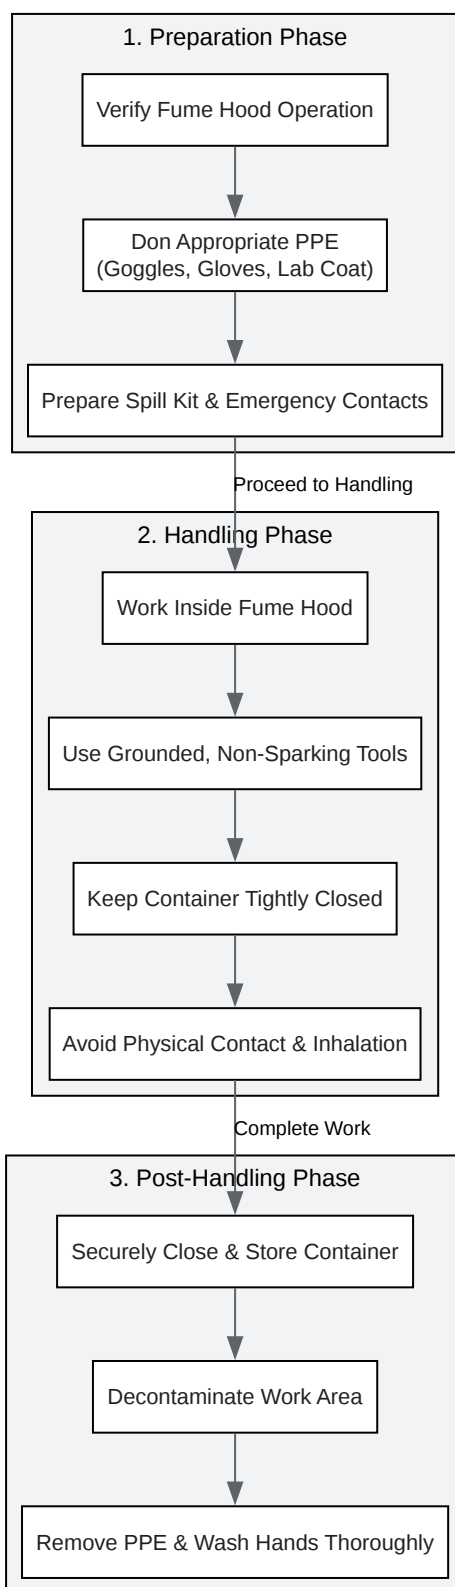 1. Preparation Phase
Verify Fume Hood Operation
Don Appropriate PPE
(Goggles, Gloves, Lab Coat)
Prepare Spill Kit & Emergency Contacts
Proceed to Handling
2. Handling Phase
Work Inside Fume Hood
Use Grounded, Non-Sparking Tools
Keep Container Tightly Closed
Avoid Physical Contact & Inhalation
Complete Work
3. Post-Handling Phase
Securely Close & Store Container
Decontaminate Work Area
Remove PPE & Wash Hands Thoroughly